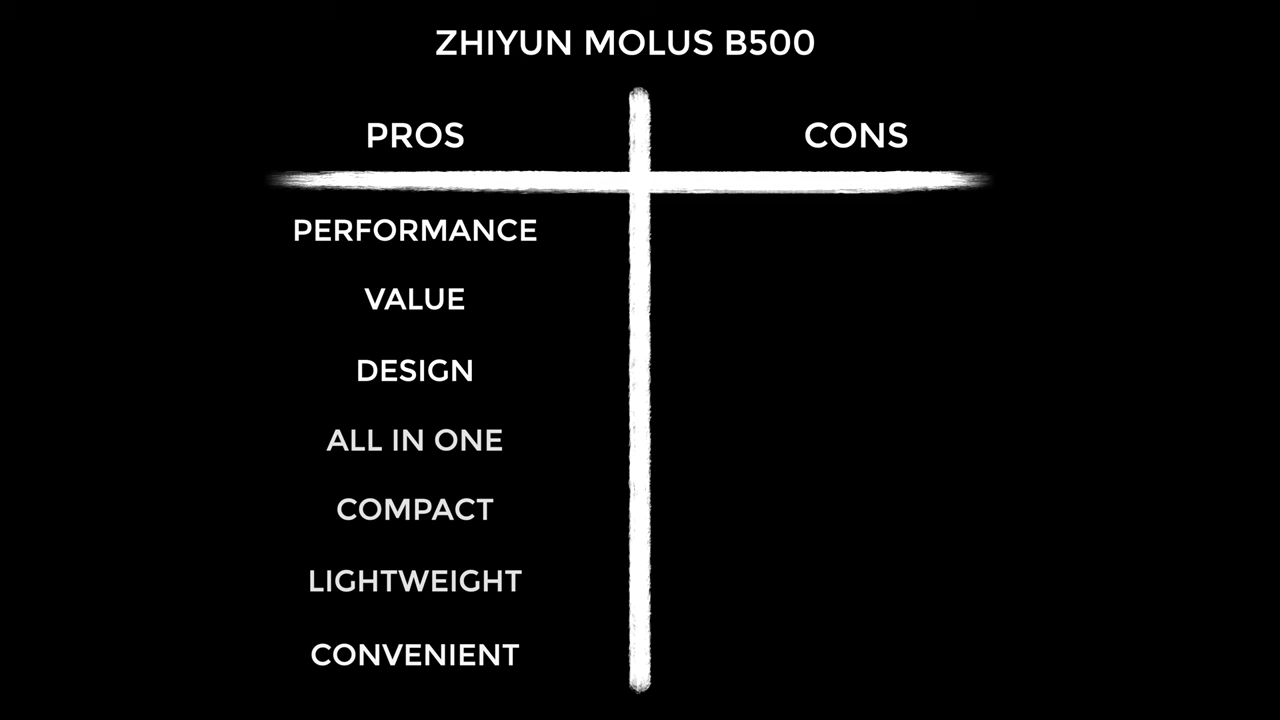 ZHIYUN MOLUS B500
PROS
CONS
PERFORMANCE
VALUE
DESIGN
ALL IN ONE
COMPACT
LIGHTWEIGHT
CONVENIENT